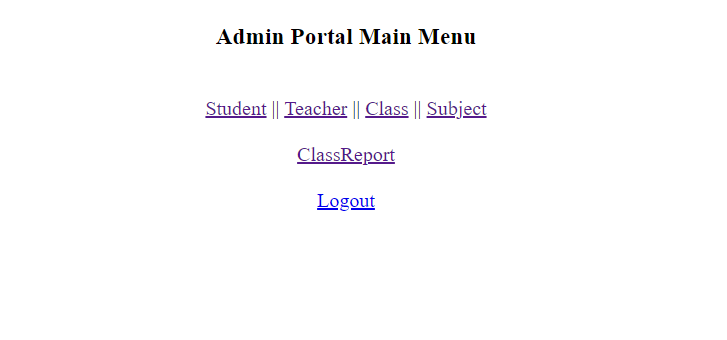 Admin Portal Main Menu
Student || Teacher || Class || Subject
ClassReport
Logout